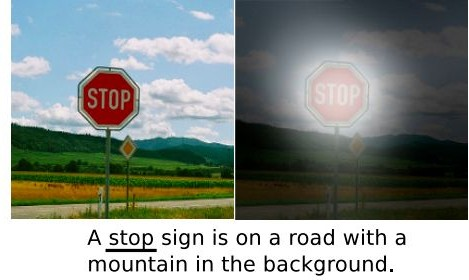 STOP
STOP
A stop sign is on a road with a
mountain in the background.